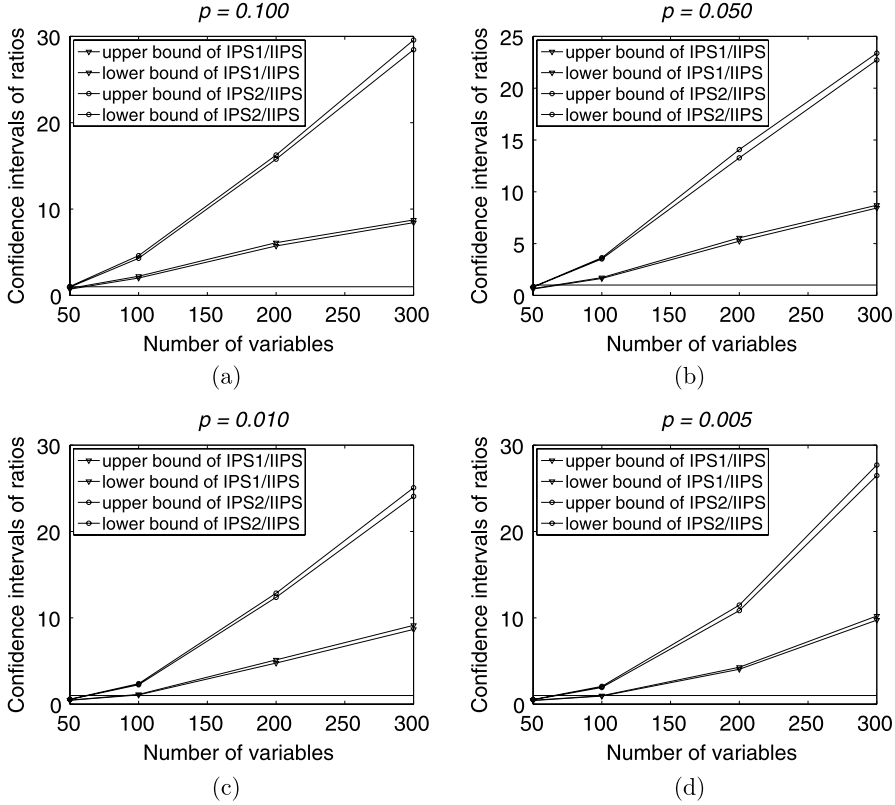 p = 0.100
Confidence intervals of ratios
30
20
10
0
upper bound of IPS1/IIPS
lower bound of IPS1/IIPS
upper bound of IPS2/IIPS
lower bound of IPS2/IIPS
50 100 150 200 250 300
Number of variables
(a)
p = 0.050
Confidence intervals of ratios
25
20
15
10
5
0
upper bound of IPS1/IIPS
lower bound of IPS1/IIPS
upper bound of IPS2/IIPS
lower bound of IPS2/IIPS
50 100 150 200 250 300
Number of variables
(b)
p = 0.010
Confidence intervals of ratios
30
20
10
0
upper bound of IPS1/IIPS
lower bound of IPS1/IIPS
upper bound of IPS2/IIPS
lower bound of IPS2/IIPS
50 100 150 200 250 300
Number of variables
(c)
p = 0.005
Confidence intervals of ratios
30
20
10
0
upper bound of IPS1/IIPS
lower bound of IPS1/IIPS
upper bound of IPS2/IIPS
lower bound of IPS2/IIPS
50 100 150 200 250 300
Number of variables
(d)